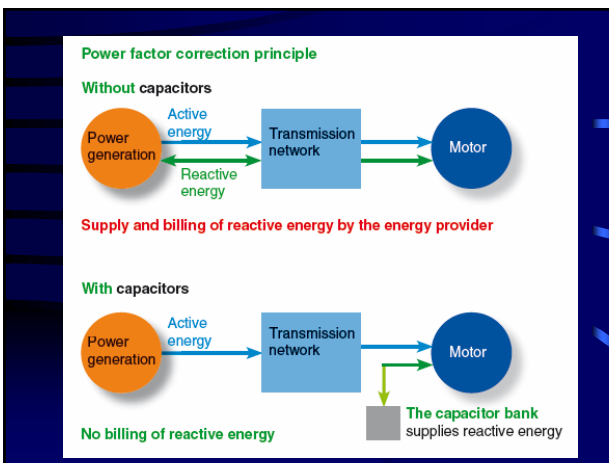 Power factor correction principle
Without capacitors
Active
energy
Power
generation
Transmission
network
Motor
Reactive
energy
Supply and billing of reactive energy by the energy provider
With capacitors
Active
energy
Power
generation
Transmission
network
Motor
The capacitor bank
supplies reactive energy
No billing of reactive energy